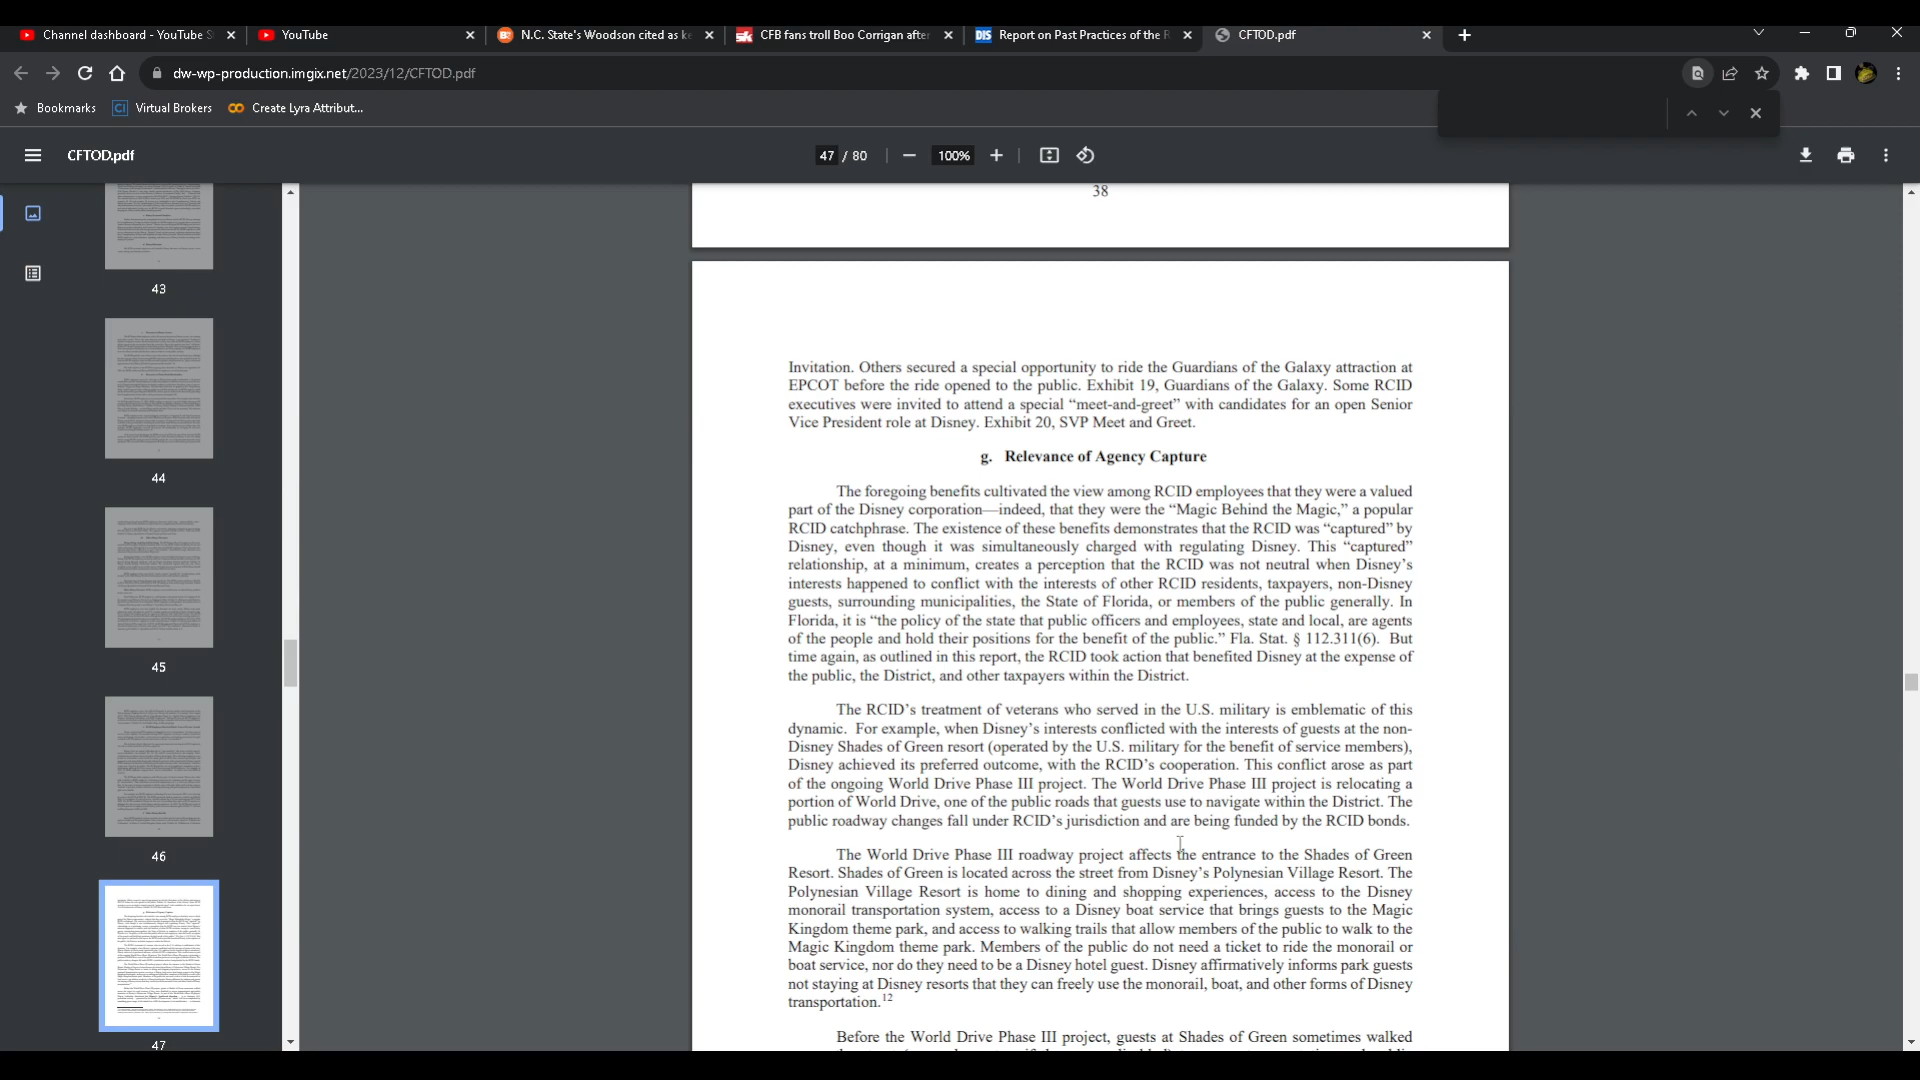 Channel dashboard - YouTube S
YouTube
N.C. State's Woodson cited as ke
CFB fans troll Boo Corrigan after
DIS Report on Past Practices of the R
CFTOD.pdf
dw-wp-production.imgix.net/2023/12/CFTOD.pdf
Bookmarks
CI Virtual Brokers
Create Lyra Attribut...
CFTOD.pdf
47 / 80
100%
43
44
45
46
47
38
Invitation. Others secured a special opportunity to ride the Guardians of the Galaxy attraction at
EPCOT before the ride opened to the public. Exhibit 19, Guardians of the Galaxy. Some RCID
executives were invited to attend a special “meet-and-greet” with candidates for an open Senior
Vice President role at Disney. Exhibit 20, SVP Meet and Greet.
g. Relevance of Agency Capture
The foregoing benefits cultivated the view among RCID employees that they were a valued
part of the Disney corporation—indeed, that they were the “Magic Behind the Magic,” a popular
RCID catchphrase. The existence of these benefits demonstrates that the RCID was “captured” by
Disney, even though it was simultaneously charged with regulating Disney. This “captured”
relationship, at a minimum, creates a perception that the RCID was not neutral when Disney’s
interests happened to conflict with the interests of other RCID residents, taxpayers, non-Disney
guests, surrounding municipalities, the State of Florida, or members of the public generally. In
Florida, it is “the policy of the state that public officers and employees, state and local, are agents
of the people and hold their positions for the benefit of the public.” Fla. Stat. § 112.311(6). But
time again, as outlined in this report, the RCID took action that benefited Disney at the expense of
the public, the District, and other taxpayers within the District.
The RCID’s treatment of veterans who served in the U.S. military is emblematic of this
dynamic. For example, when Disney’s interests conflicted with the interests of guests at the non-
Disney Shades of Green resort (operated by the U.S. military for the benefit of service members),
Disney achieved its preferred outcome, with the RCID’s cooperation. This conflict arose as part
of the ongoing World Drive Phase III project. The World Drive Phase III project is relocating a
portion of World Drive, one of the public roads that guests use to navigate within the District. The
public roadway changes fall under RCID’s jurisdiction and are being funded by the RCID bonds.
The World Drive Phase III roadway project affects the entrance to the Shades of Green
Resort. Shades of Green is located across the street from Disney’s Polynesian Village Resort. The
Polynesian Village Resort is home to dining and shopping experiences, access to the Disney
monorail transportation system, access to a Disney boat service that brings guests to the Magic
Kingdom theme park, and access to walking trails that allow members of the public to walk to the
Magic Kingdom theme park. Members of the public do not need a ticket to ride the monorail or
boat service, nor do they need to be a Disney hotel guest. Disney affirmatively informs park guests
not staying at Disney resorts that they can freely use the monorail, boat, and other forms of Disney
transportation.12
Before the World Drive Phase III project, guests at Shades of Green sometimes walked